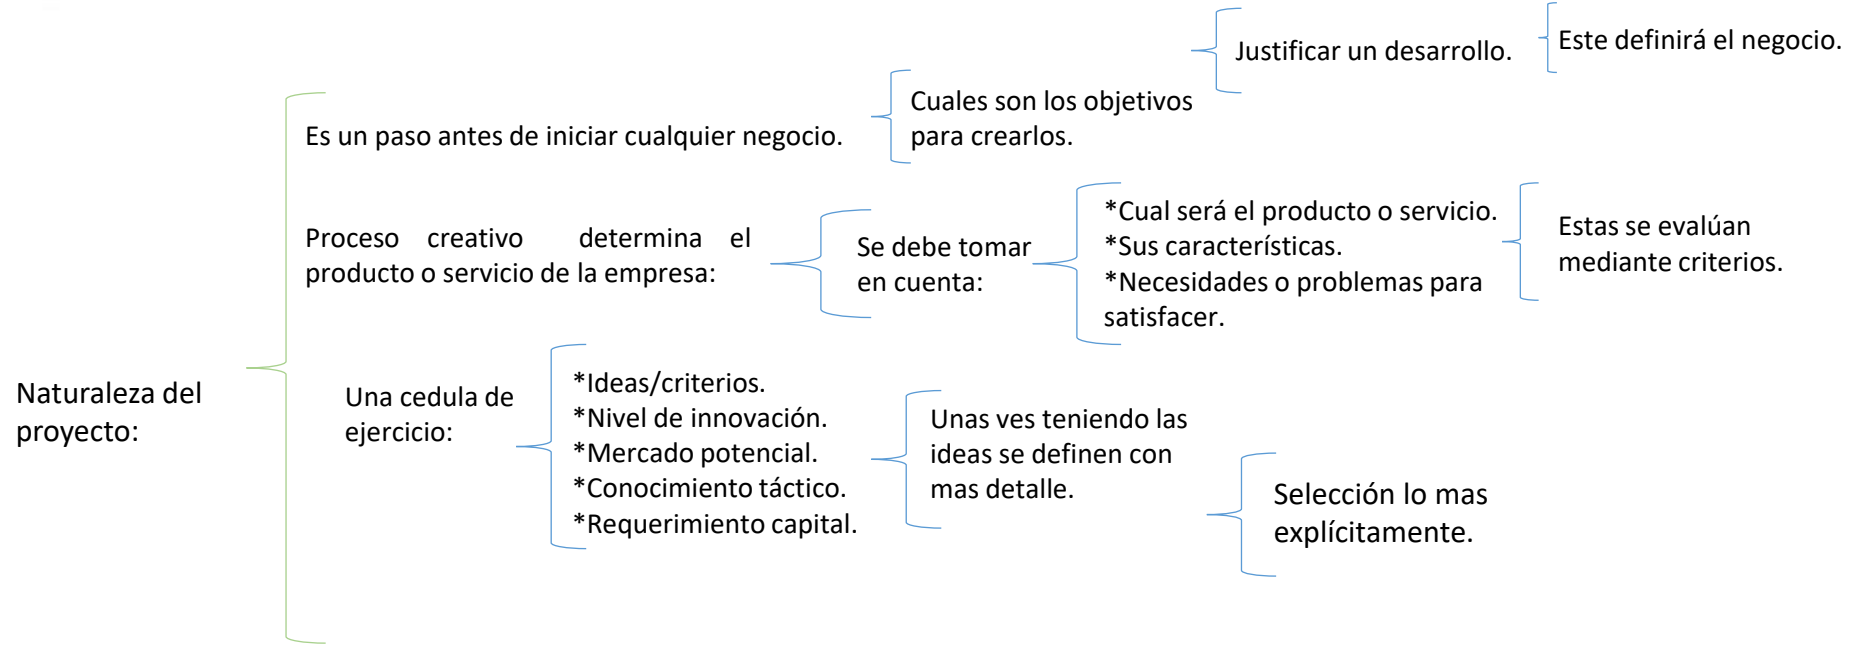 Naturaleza del
proyecto:
Es un paso antes de iniciar cualquier negocio.
Cuales son los objetivos
para crearlos.
Justificar un desarrollo.
Este definirá el negocio.
Proceso creativo determina el
producto o servicio de la empresa:
Se debe tomar
en cuenta:
*Cual será el producto o servicio.
*Sus características.
*Necesidades o problemas para
satisfacer.
Estas se evalúan
mediante criterios.
Una cedula de
ejercicio:
*Ideas/criterios.
*Nivel de innovación.
*Mercado potencial.
*Conocimiento táctico.
*Requerimiento capital.
Unas ves teniendo las
ideas se definen con
mas detalle.
Selección lo mas
explícitamente.